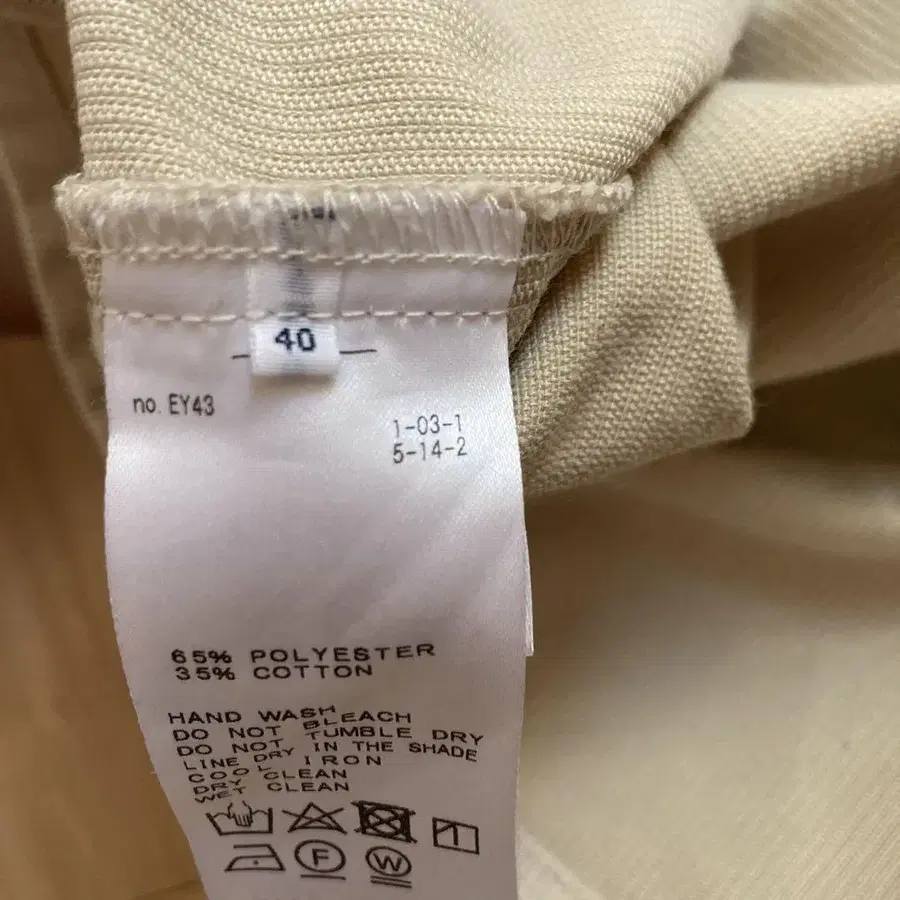 40
no. EY43
1-03-1
5-14-2
65% POLYESTER
35% COTTON
HAND WASH
DO NOT BLEACH
DO NOT TUMBLE DRY
LINE DRY IN THE SHADE
COOL IRON
DRY CLEAN
WET CLEAN
F
W